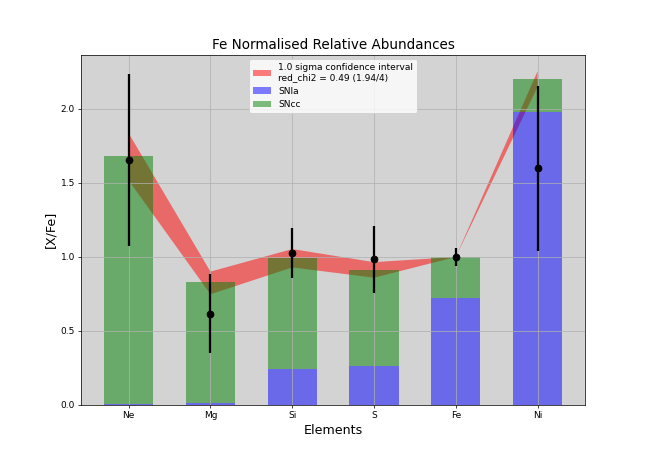 Fe Normalised Relative Abundances
1.0 sigma confidence interval
red_chi2 = 0.49 (1.94/4)
SNIa
SNcc
[X/Fe]
2.0
1.5
1.0
0.5
0.0
Ne Mg Si S Fe Ni
Elements